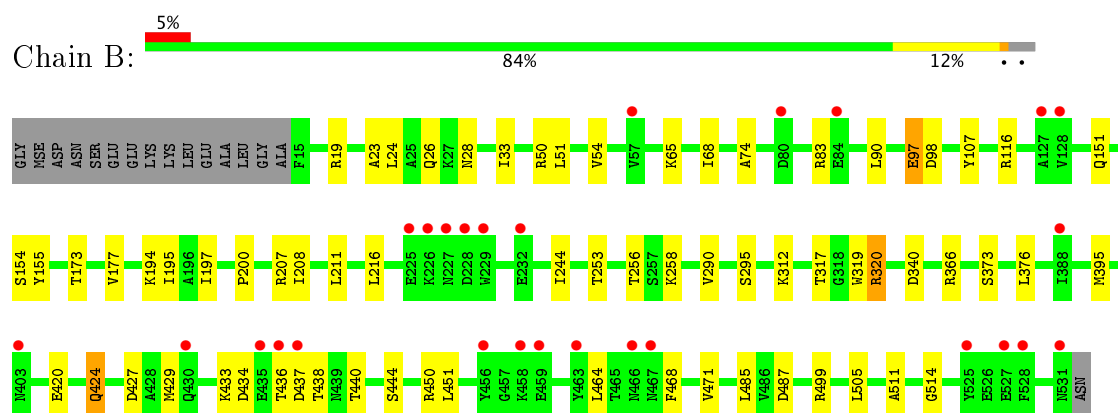 5%
Chain B:
84%
12%
• •
GLY MSE ASP ASN SER GLU GLU LYS LYS LEU GLU ALA LEU GLY ALA F15 R19 A23 L24 A25 Q26 K27 N28 I33 R50 L51 V54 V57 K65 I68 A74 D80 R83 E84 L90 E97 D98 Y107 R116 A127 V128 Q151
S154 Y155 T173 V177 K194 I195 A196 I197 P200 R207 I208 L211 L216 E225 K226 N227 D228 W229 E232 I244 T253 T256 S257 K258 V290 S295 K312 T317 G318 W319 R320 D340 R366 S373 L376 I388 M395
N403 E420 Q424 D427 A428 M429 Q430 K433 D434 E435 T436 D437 T438 N439 T440 S444 R450 L451 Y456 G457 K458 E459 Y463 L464 T465 N466 N467 F468 V471 L485 V486 D487 R499 L505 A511 G514 Y525 E526 E527 F528 N531 ASN